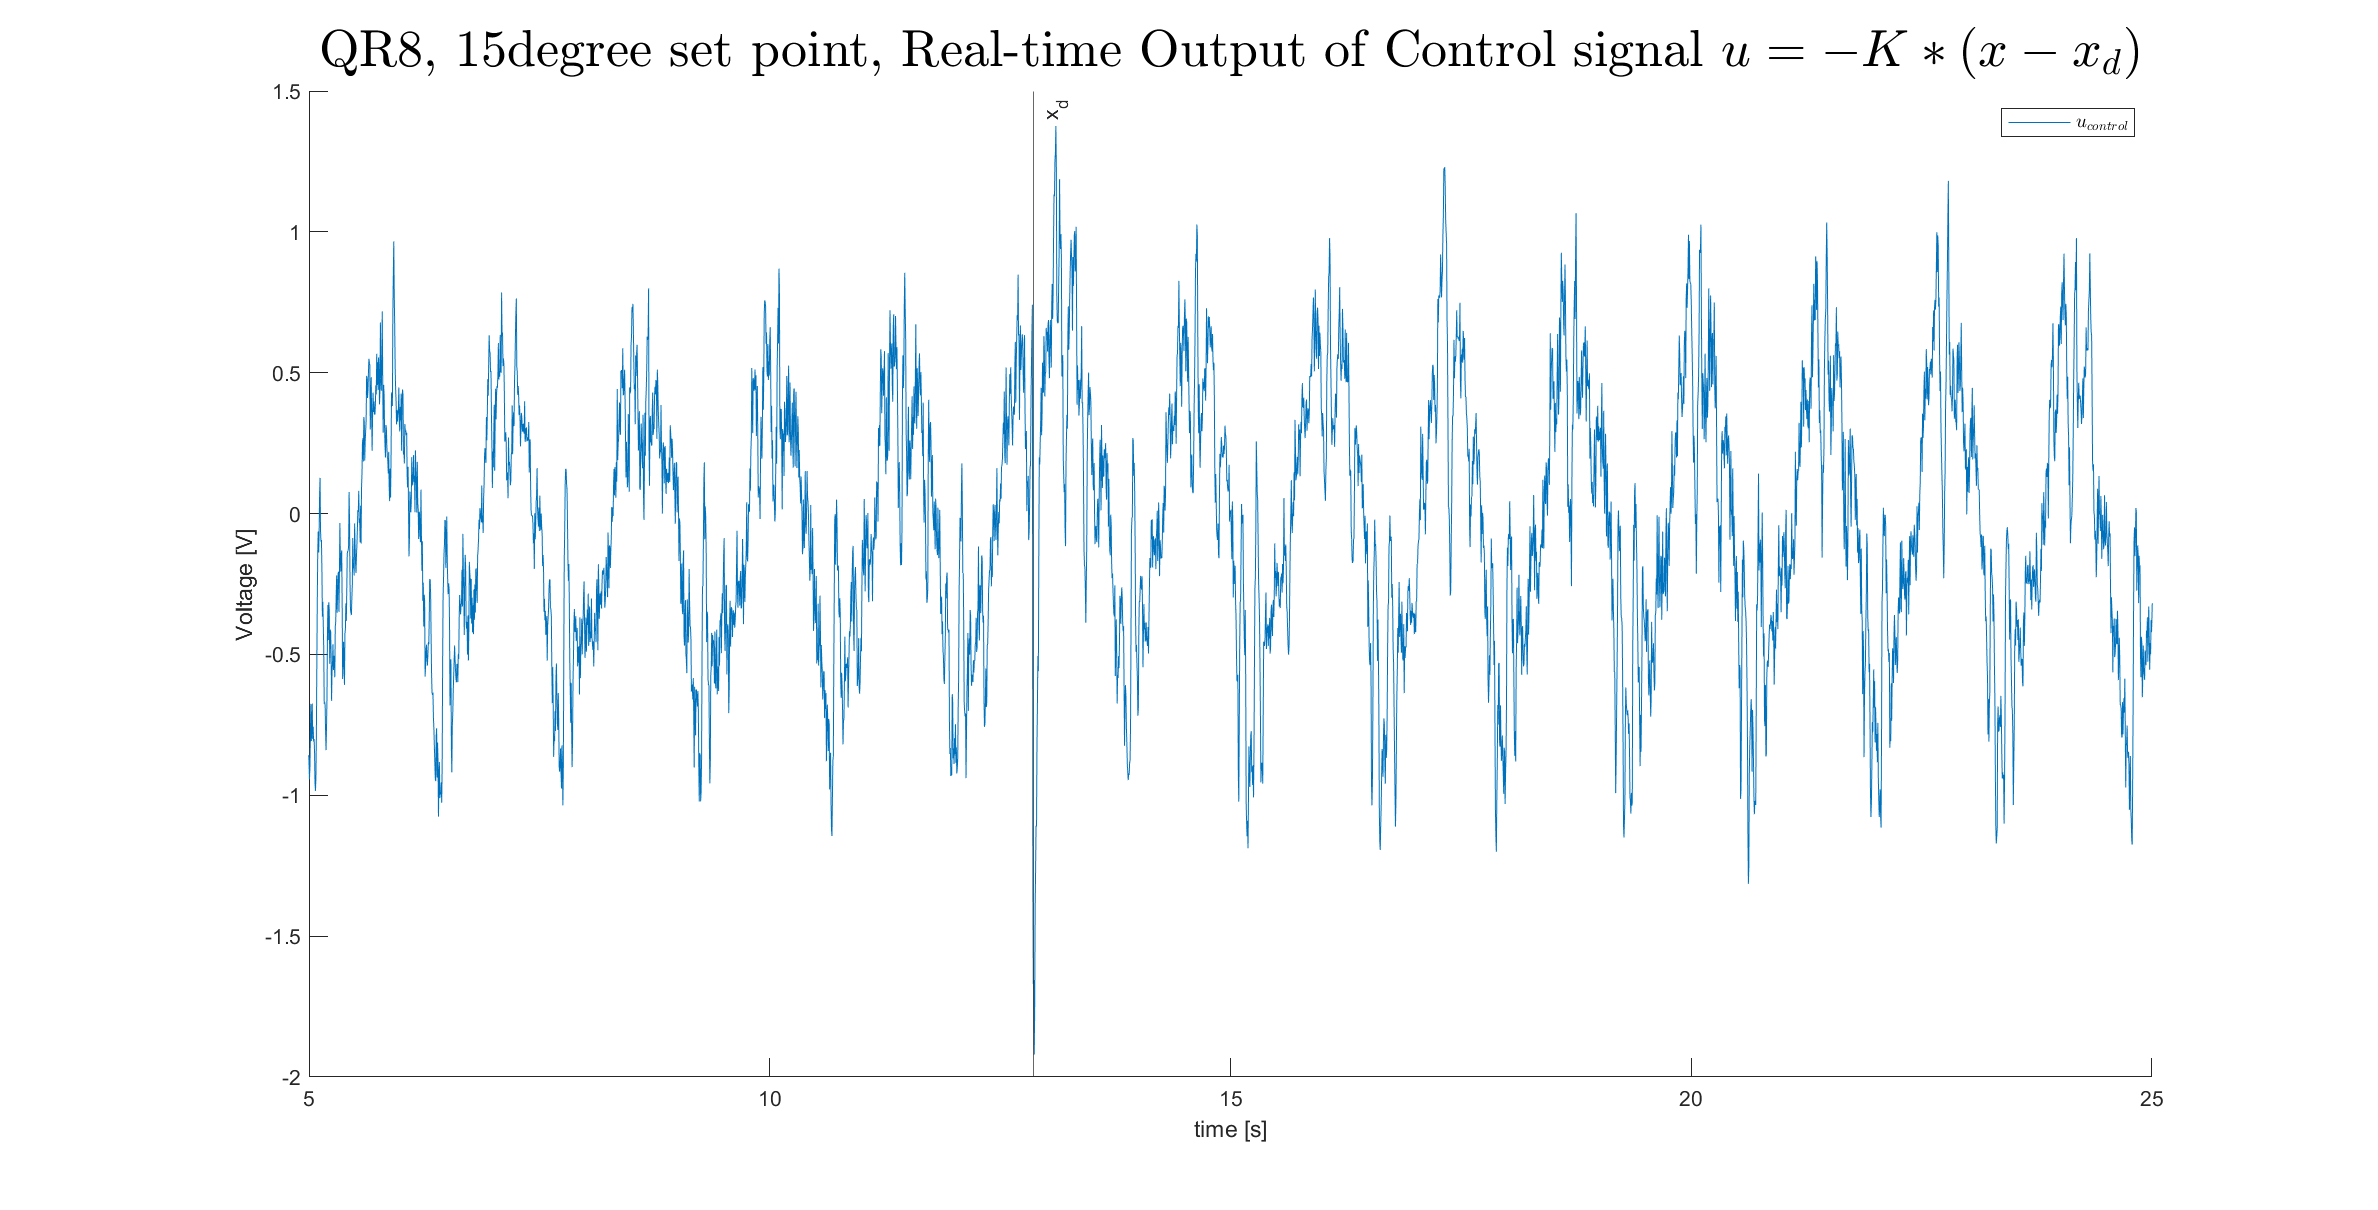 QR8, 15degree set point, Real-time Output of Control signal u = −K ∗ (x − x_d)
x_d
u_control
1.5
1
0.5
0
-0.5
-1
-1.5
-2
Voltage [V]
5 10 15 20 25
time [s]